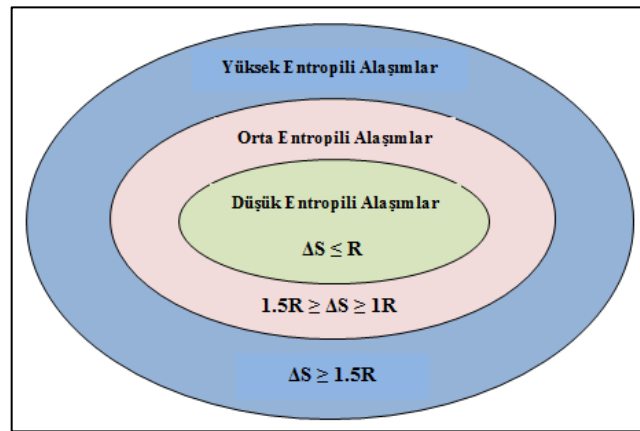 Yüksek Entropili Alaşımlar
Orta Entropili Alaşımlar
Düşük Entropili Alaşımlar
ΔS ≤ R
1.5R ≥ ΔS ≥ 1R
ΔS ≥ 1.5R